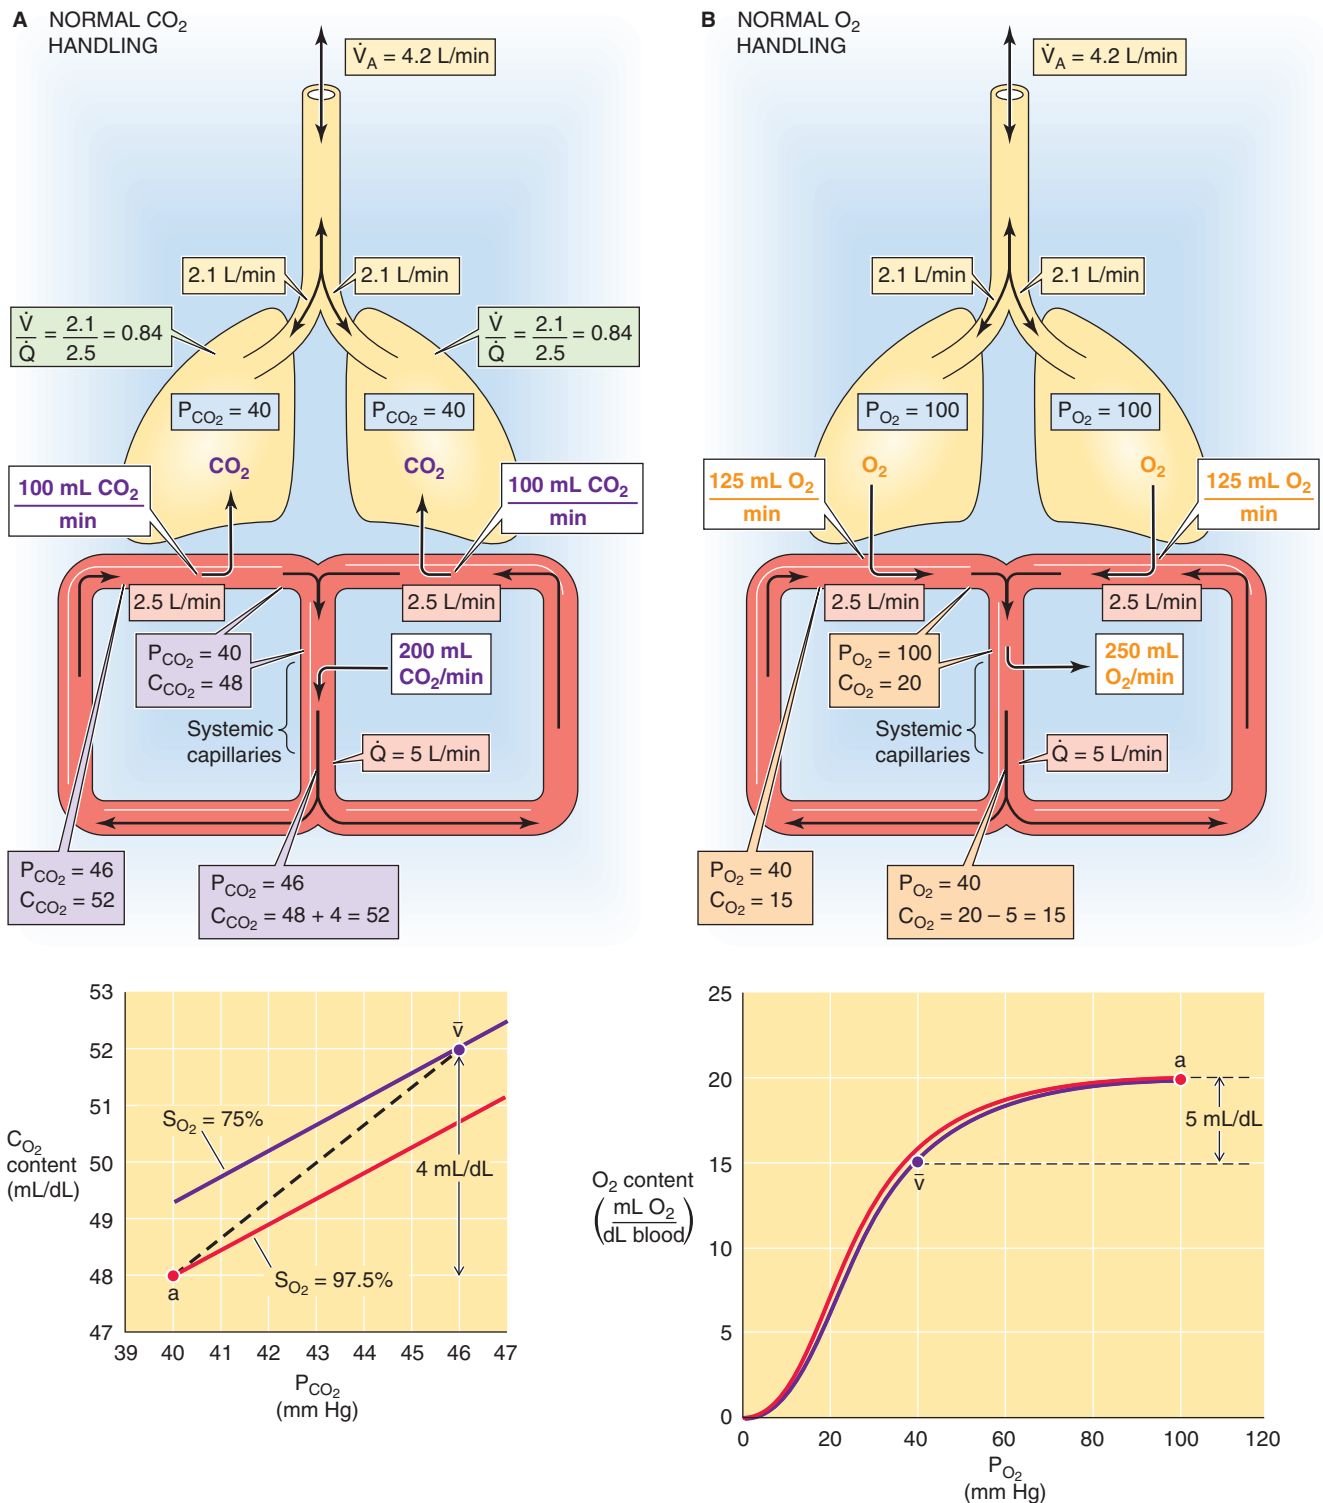 A NORMAL CO₂
HANDLING
V̇A = 4.2 L/min
2.1 L/min
2.1 L/min
V̇/Q̇ = 2.1/2.5 = 0.84
V̇/Q̇ = 2.1/2.5 = 0.84
PCO₂ = 40
PCO₂ = 40
CO₂
CO₂
100 mL CO₂
min
100 mL CO₂
min
2.5 L/min
2.5 L/min
PCO₂ = 40
CCO₂ = 48
200 mL
CO₂/min
Systemic
capillaries
Q̇ = 5 L/min
PCO₂ = 46
CCO₂ = 52
PCO₂ = 46
CCO₂ = 48 + 4 = 52
B NORMAL O₂
HANDLING
V̇A = 4.2 L/min
2.1 L/min
2.1 L/min
PO₂ = 100
PO₂ = 100
O₂
O₂
125 mL O₂
min
125 mL O₂
min
2.5 L/min
2.5 L/min
PO₂ = 100
CO₂ = 20
250 mL
O₂/min
Systemic
capillaries
Q̇ = 5 L/min
PO₂ = 40
CO₂ = 15
PO₂ = 40
CO₂ = 20 – 5 = 15
53
52
51
50
49
48
47
CO₂
content
(mL/dL)
v̄
SO₂ = 75%
4 mL/dL
SO₂ = 97.5%
a
39 40 41 42 43 44 45 46 47
PCO₂
(mm Hg)
25
20
15
10
5
0
O₂ content
(mL O₂/dL blood)
a
5 mL/dL
v̄
0 20 40 60 80 100 120
PO₂
(mm Hg)